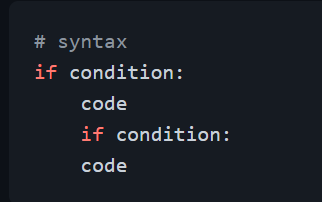 # syntax
if condition:
    code
    if condition:
    code